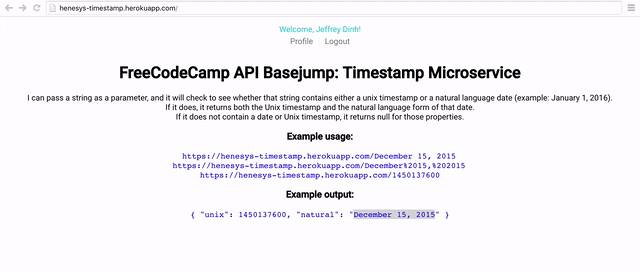 henesys-timestamp.herokuapp.com/
Welcome, Jeffrey Dinh!
Profile Logout
FreeCodeCamp API Basejump: Timestamp Microservice
I can pass a string as a parameter, and it will check to see whether that string contains either a unix timestamp or a natural language date (example: January 1, 2016).
If it does, it returns both the Unix timestamp and the natural language form of that date.
If it does not contain a date or Unix timestamp, it returns null for those properties.
Example usage:
https://henesys-timestamp.herokuapp.com/December 15, 2015
https://henesys-timestamp.herokuapp.com/December%2015,%202015
https://henesys-timestamp.herokuapp.com/1450137600
Example output:
{ "unix": 1450137600, "natural": "December 15, 2015" }